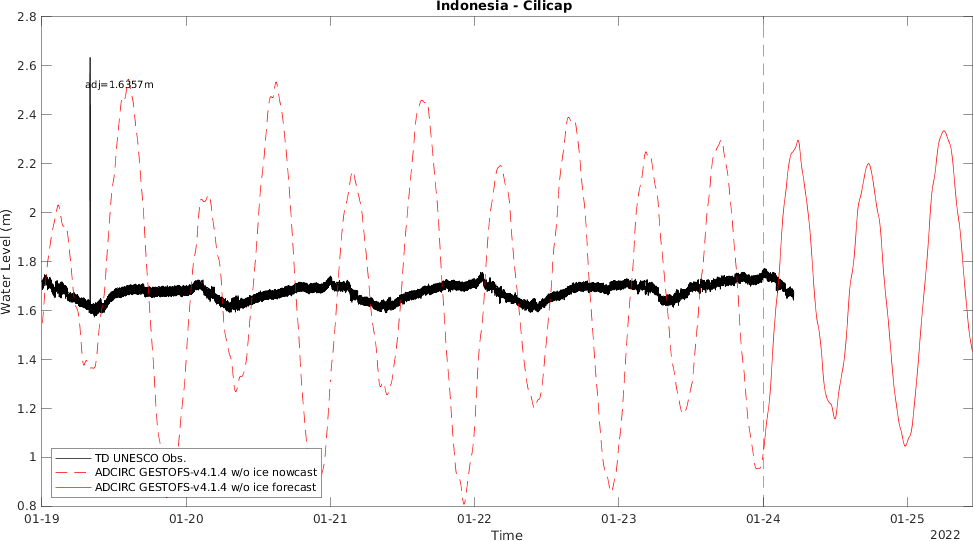 Indonesia - Cilicap
2.8
2.6
adj=1.6357m
2.4
2.2
2
1.8
Water Level (m)
1.6
1.4
1.2
1
0.8
TD UNESCO Obs.
ADCIRC GESTOFS-v4.1.4 w/o ice nowcast
ADCIRC GESTOFS-v4.1.4 w/o ice forecast
01-19 01-20 01-21 01-22 01-23 01-24 01-25
Time
2022